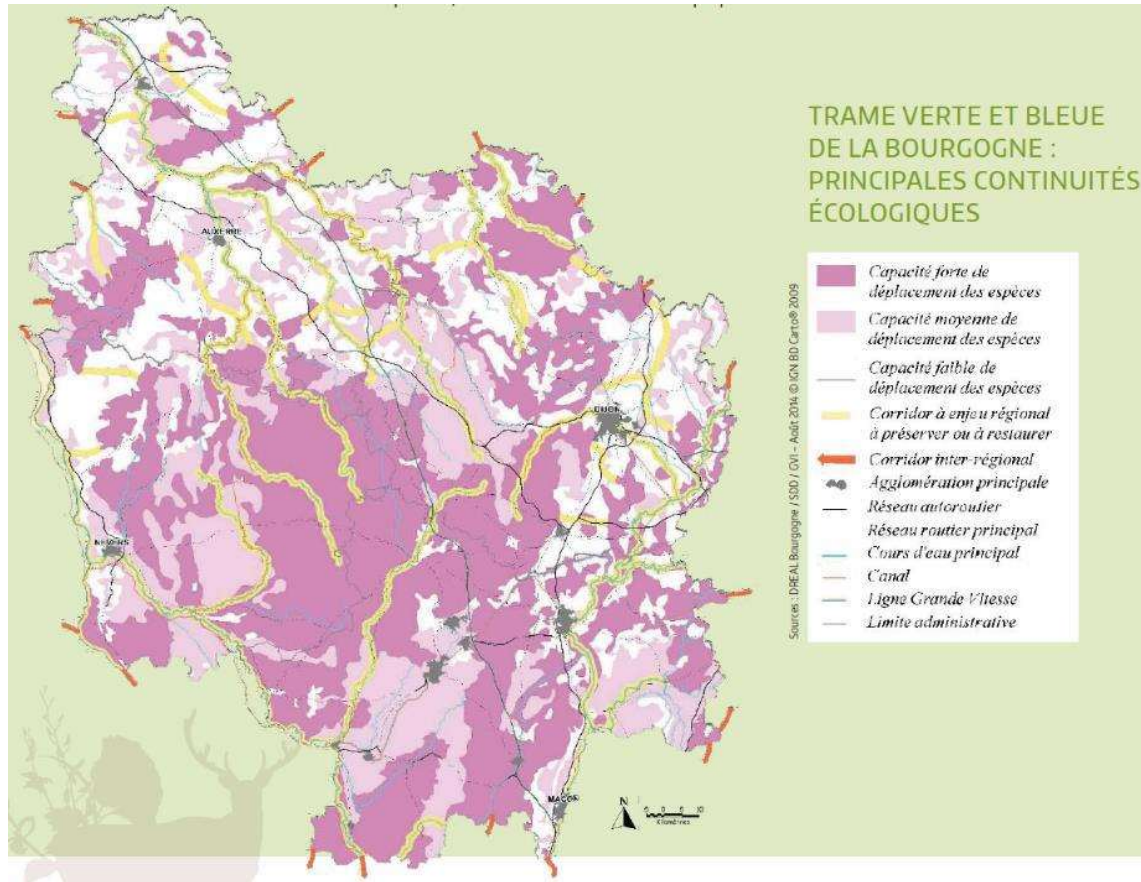 TRAME VERTE ET BLEUE
DE LA BOURGOGNE :
PRINCIPALES CONTINUITÉS
ÉCOLOGIQUES
Capacité forte de
déplacement des espèces
Capacité moyenne de
déplacement des espèces
Capacité faible de
déplacement des espèces
Corridor à enjeu régional
à préserver ou à restaurer
Corridor inter-régional
Agglomération principale
Réseau autoroutier
Réseau routier principal
Cours d'eau principal
Canal
Ligne Grande Vitesse
Limite administrative
Sources : DREAL Bourgogne / SDD / GVI - Août 2014 © IGN BD Carto® 2009
AUXERRE
DIJON
NEVERS
MACON
N
Kilomètres